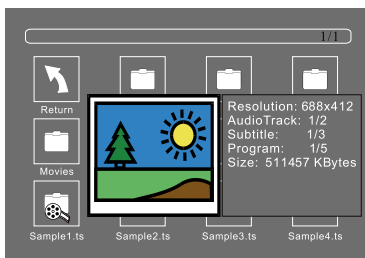 1/1
Return
Resolution: 688x412
AudioTrack: 1/2
Subtitle: 1/3
Program: 1/5
Size: 511457 KBytes
Movies
Sample1.ts Sample2.ts Sample3.ts Sample4.ts